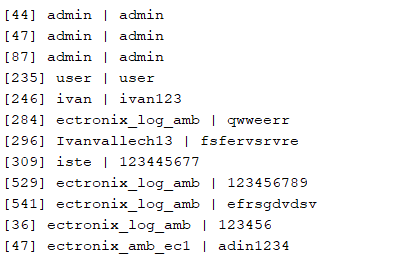 [44] admin | admin
[47] admin | admin
[87] admin | admin
[235] user | user
[246] ivan | ivan123
[284] ectronix_log_amb | qwweerr
[296] Ivanvallech13 | fsfervsrvre
[309] iste | 123445677
[529] ectronix_log_amb | 123456789
[541] ectronix_log_amb | efrsgdvdsv
[36] ectronix_log_amb | 123456
[47] ectronix_amb_ec1 | adin1234